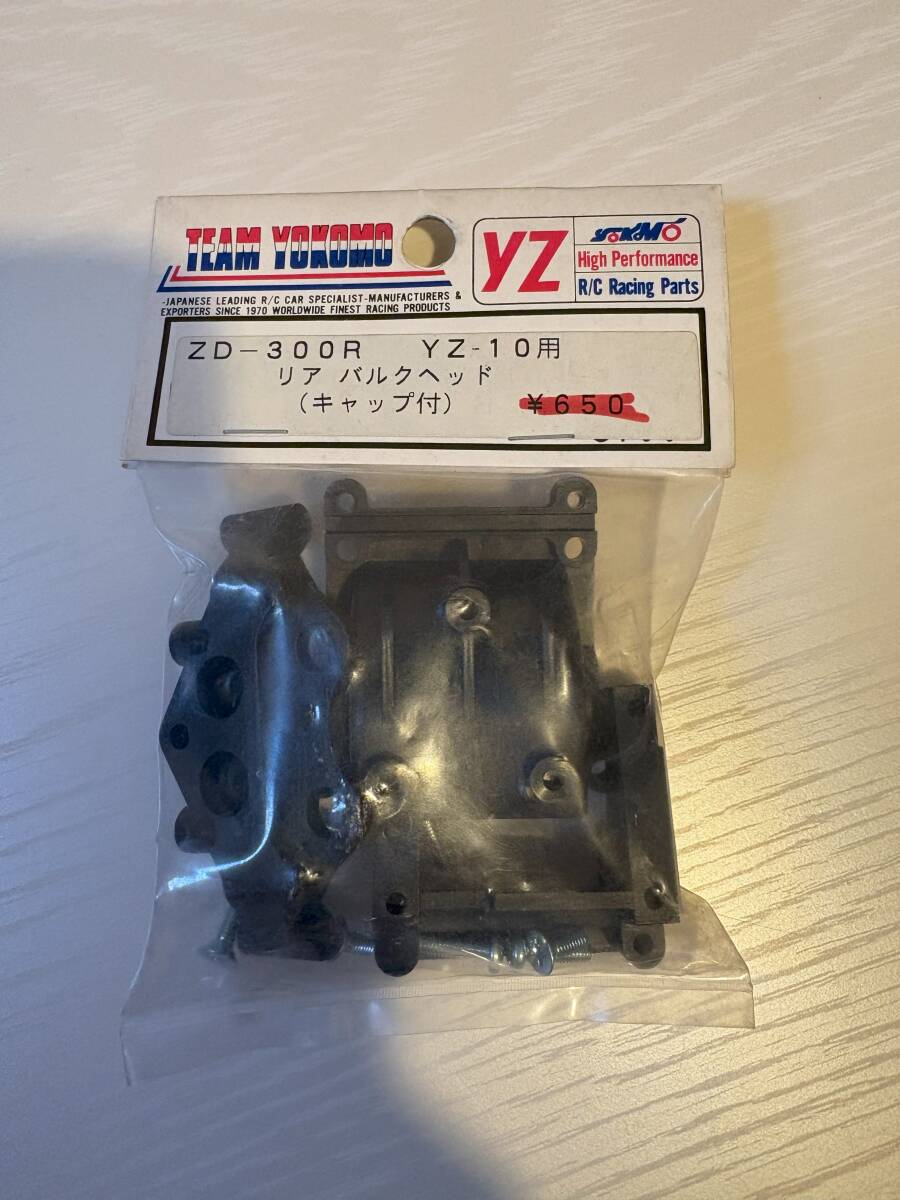 TEAM YOKOMO
-JAPANESE LEADING R/C CAR SPECIALIST-MANUFACTURERS &
EXPORTERS SINCE 1970 WORLDWIDE FINEST RACING PRODUCTS
YZ
YOKOMO
High Performance
R/C Racing Parts
ZD-300R YZ-10用
リア バルクヘッド
(キャップ付) ¥650